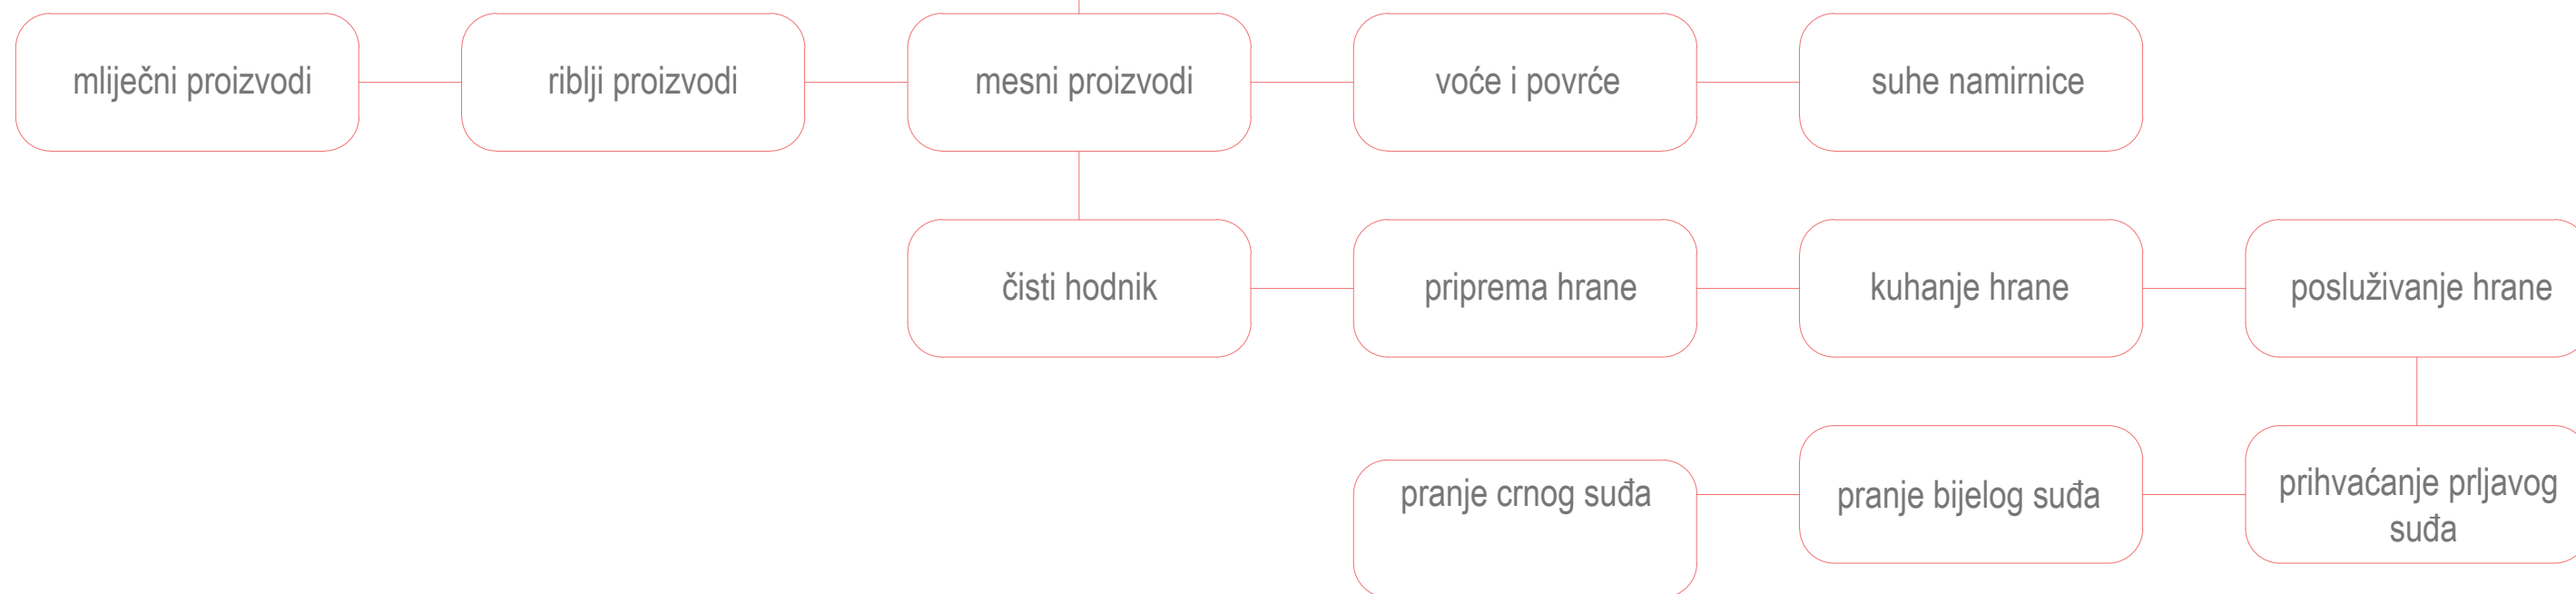 mliječni proizvodi
riblji proizvodi
mesni proizvodi
voće i povrće
suhe namirnice
čisti hodnik
priprema hrane
kuhanje hrane
posluživanje hrane
pranje crnog suđa
pranje bijelog suđa
prihvaćanje prljavog
suđa